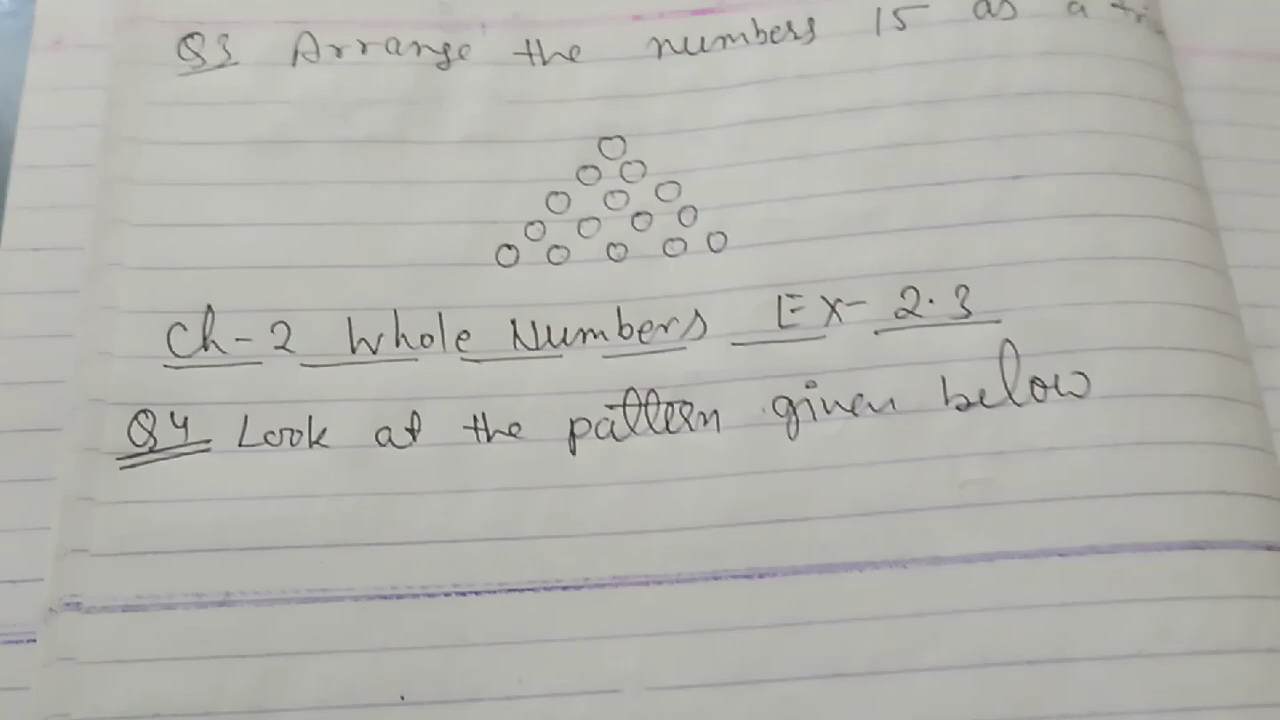 Q3 Arrange the numbers 15 as a
Ch-2 Whole Numbers Ex-2.3
Q4 Look at the pattern given below